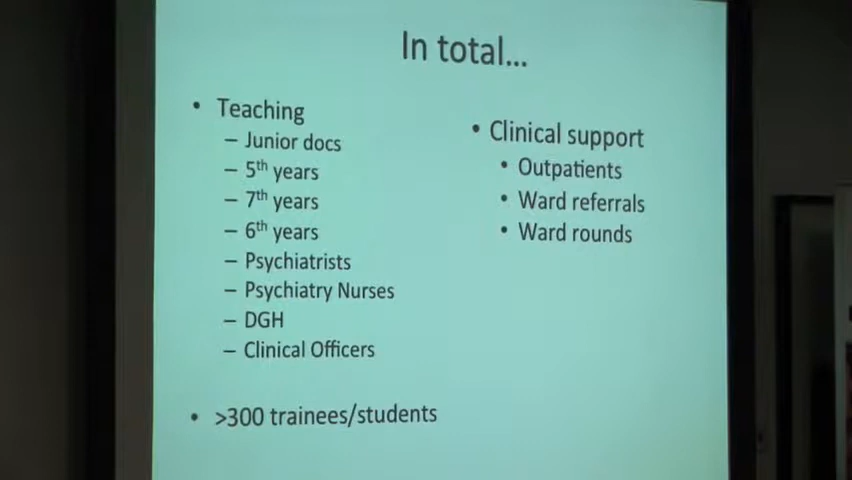 In total...
• Teaching
– Junior docs
– 5th years
– 7th years
– 6th years
– Psychiatrists
– Psychiatry Nurses
– DGH
– Clinical Officers
• >300 trainees/students
• Clinical support
• Outpatients
• Ward referrals
• Ward rounds